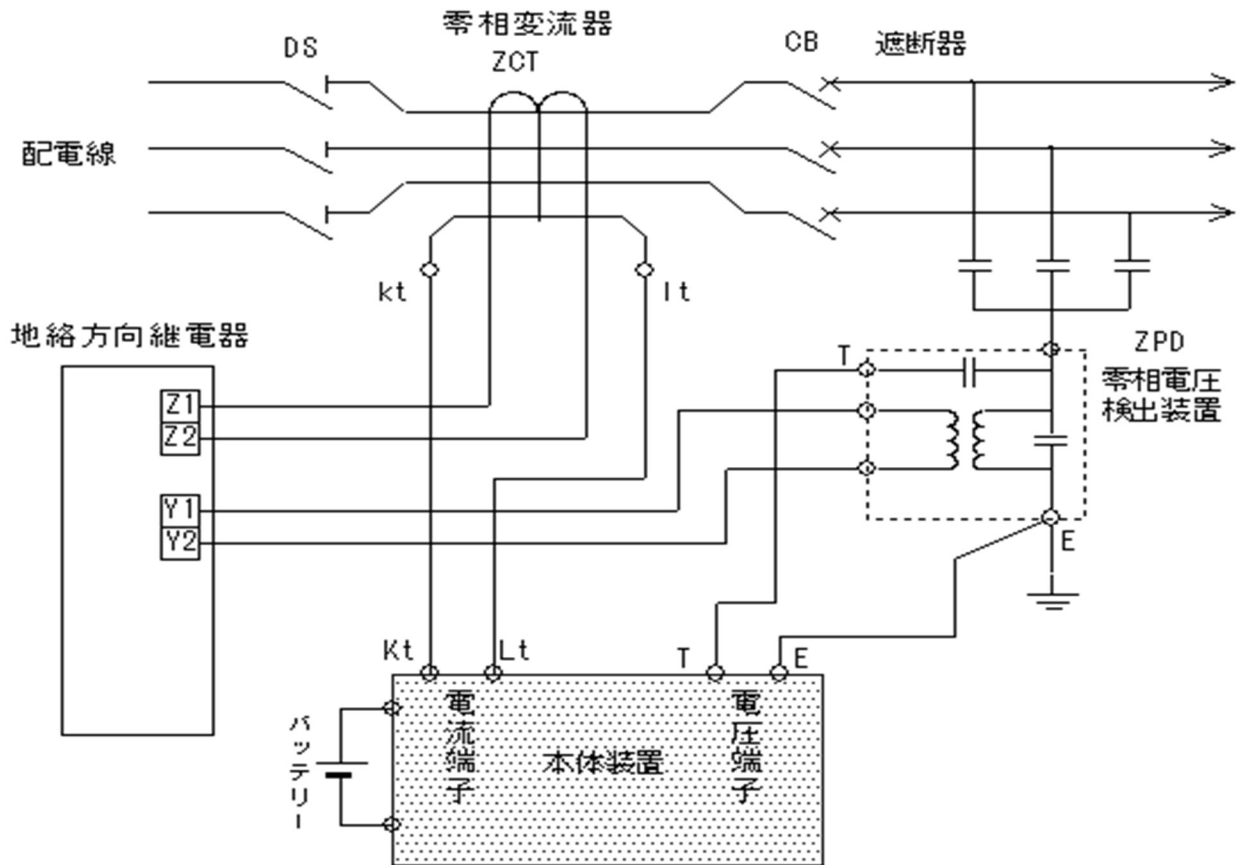 零相変流器
ZCT
DS
CB
遮断器
配電線
kt
lt
地絡方向継電器
Z1
Z2
Y1
Y2
T
ZPD
零相電圧
検出装置
E
Kt
Lt
T
E
バッテリー
電流端子
本体装置
電圧端子